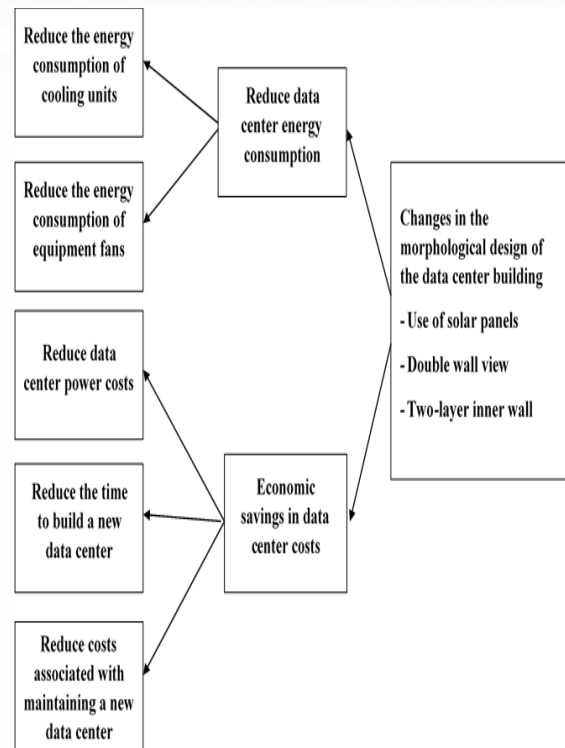 Reduce the energy
consumption of
cooling units
Reduce the energy
consumption of
equipment fans
Reduce data
center power costs
Reduce the time
to build a new
data center
Reduce costs
associated with
maintaining a new
data center
Reduce data
center energy
consumption
Economic
savings in data
center costs
Changes in the
morphological design of
the data center building
- Use of solar panels
- Double wall view
- Two-layer inner wall